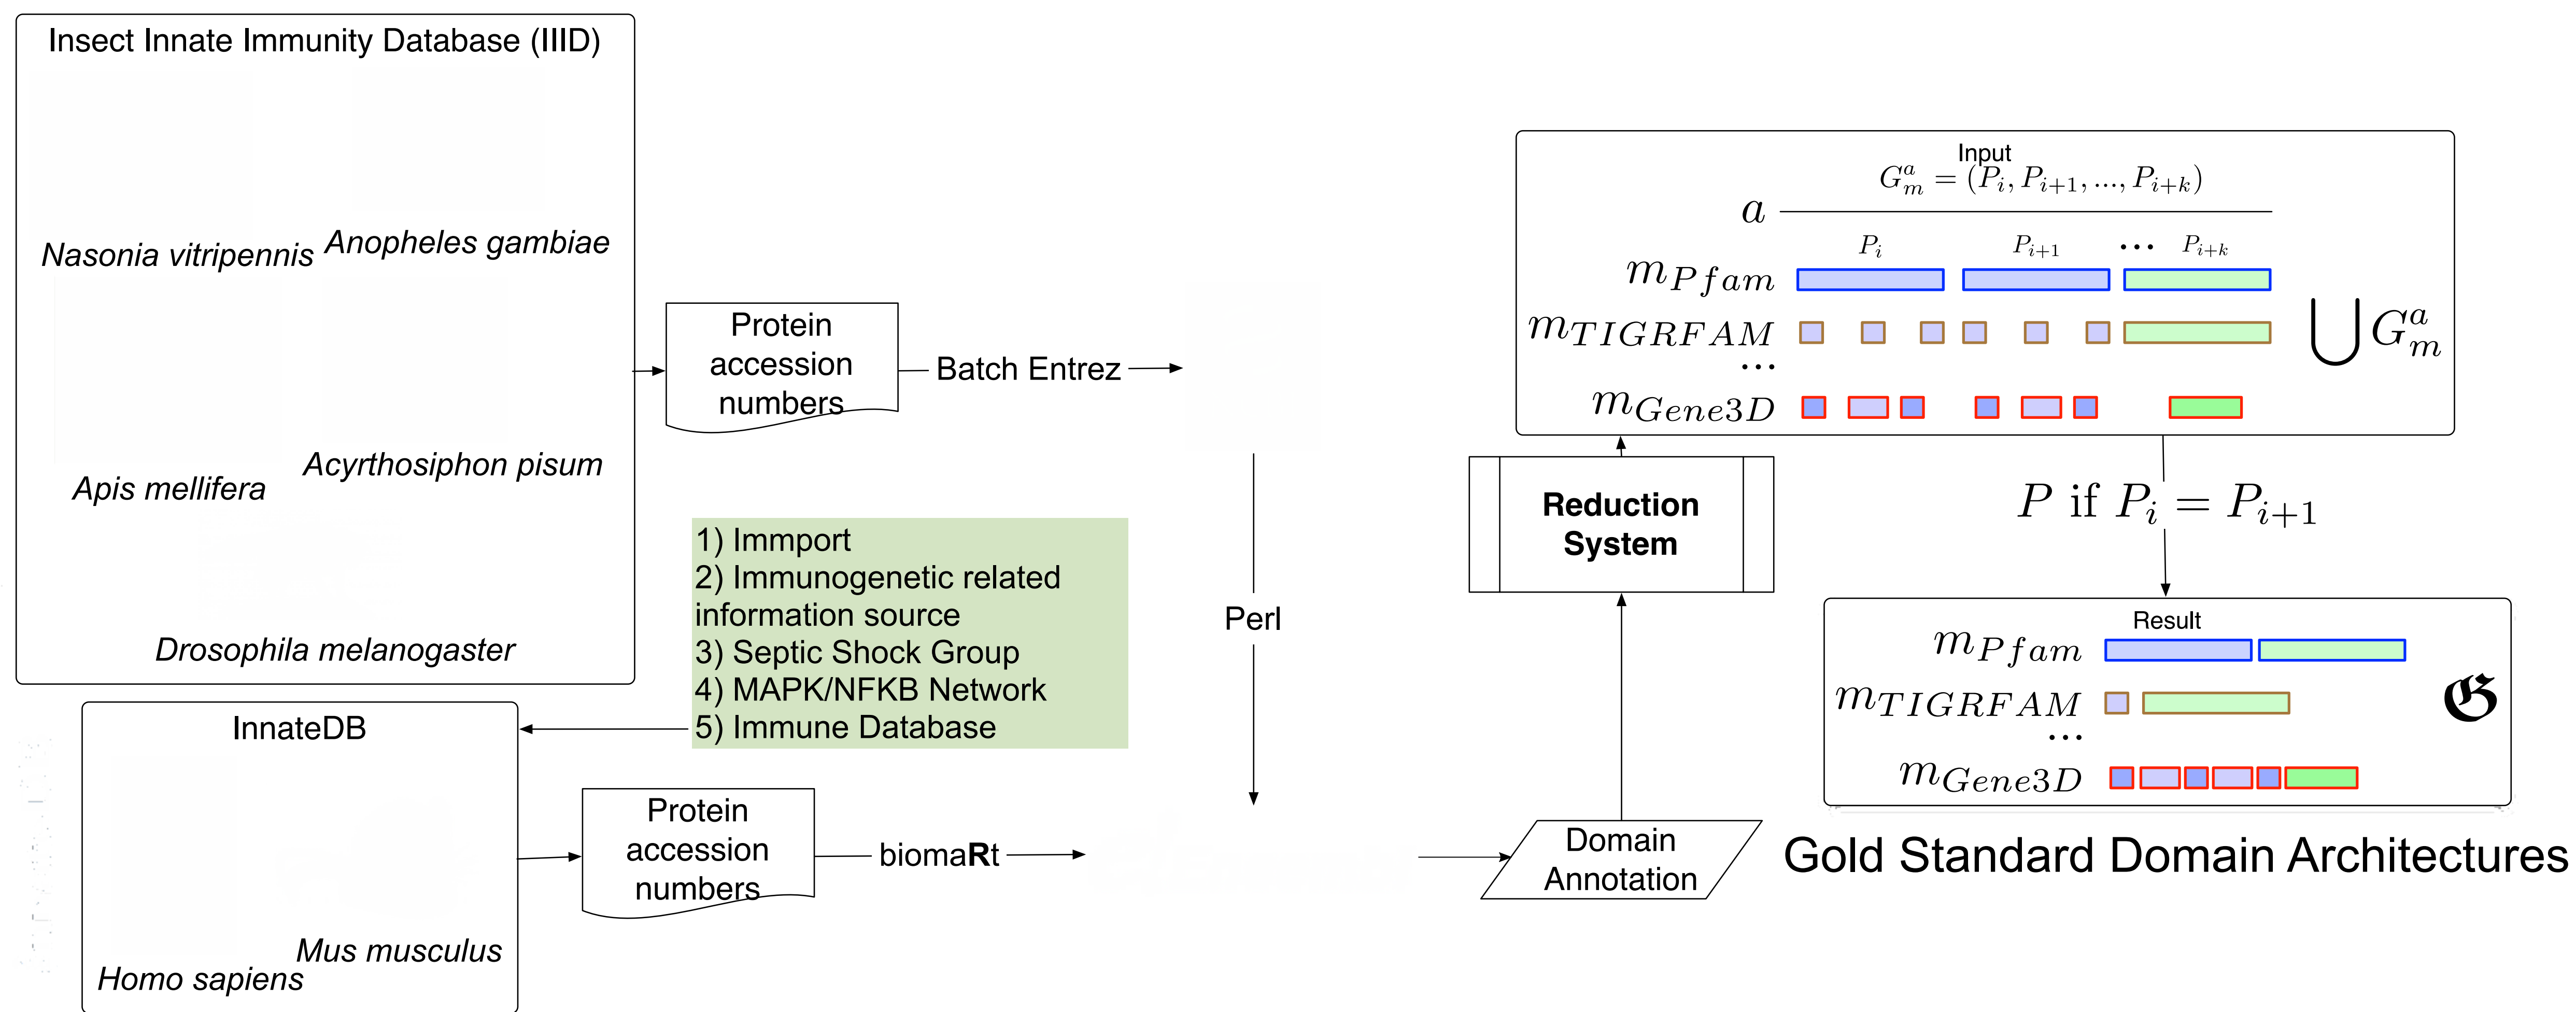 Insect Innate Immunity Database (IIID)
Nasonia vitripennis
Anopheles gambiae
Apis mellifera
Acyrthosiphon pisum
Drosophila melanogaster
Protein
accession
numbers
Batch Entrez
Perl
1) Immport
2) Immunogenetic related
information source
3) Septic Shock Group
4) MAPK/NFKB Network
5) Immune Database
InnateDB
Homo sapiens
Mus musculus
Protein
accession
numbers
biomaRt
Domain
Annotation
Reduction
System
Input
G_m^a = (P_i, P_{i+1}, ..., P_{i+k})
a
P_i P_{i+1} ... P_{i+k}
m_{Pfam}
m_{TIGRFAM}
...
m_{Gene3D}
⋃ G_m^a
P if P_i = P_{i+1}
Result
m_{Pfam}
m_{TIGRFAM}
...
m_{Gene3D}
𝕲
Gold Standard Domain Architectures